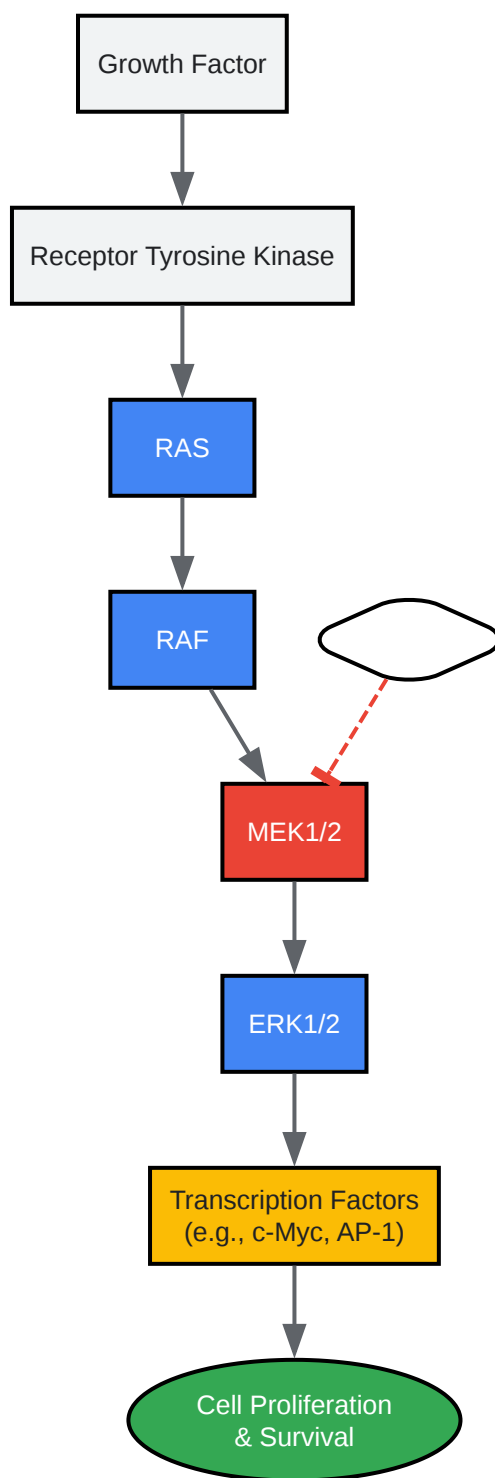 Growth Factor
Receptor Tyrosine Kinase
RAS
RAF
MEK1/2
ERK1/2
Transcription Factors
(e.g., c-Myc, AP-1)
Cell Proliferation
& Survival